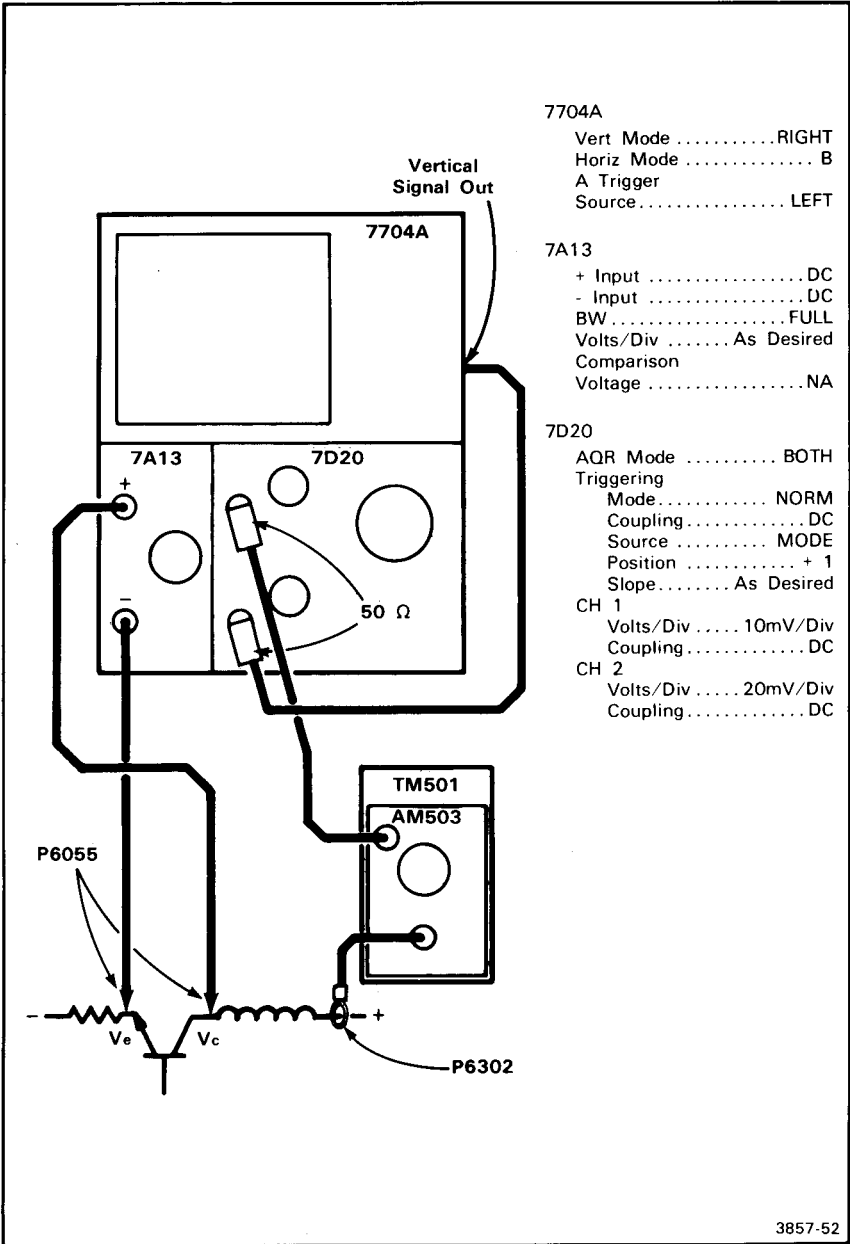 Vertical
Signal Out
7704A
7A13
7D20
+
−
50 Ω
TM501
AM503
P6055
−
Ve
Vc
+
P6302
7704A
Vert Mode ...........RIGHT
Horiz Mode .............. B
A Trigger
Source................ LEFT
7A13
+ Input ................DC
- Input ................DC
BW..................FULL
Volts/Div .......As Desired
Comparison
Voltage ................NA
7D20
AQR Mode .......... BOTH
Triggering
Mode............ NORM
Coupling............DC
Source .......... MODE
Position ............ + 1
Slope........As Desired
CH 1
Volts/Div .....10mV/Div
Coupling............DC
CH 2
Volts/Div .....20mV/Div
Coupling............DC
3857-52